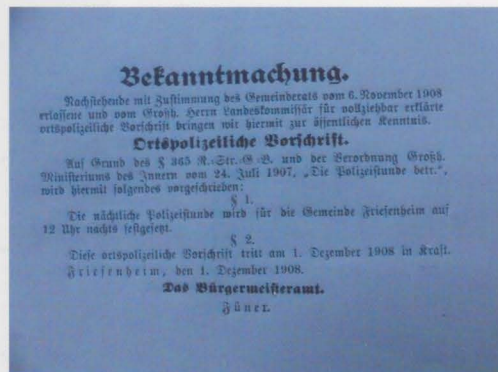 Bekanntmachung.
Nachstehende mit Zustimmung des Gemeinderats vom 6. November 1908
erlassene und vom Großh. Herrn Landeskommissär für vollziehbar erklärte
ortspolizeiliche Vorschrift bringen wir hiermit zur öffentlichen Kenntnis.
Ortspolizeiliche Vorschrift.
Auf Grund des § 365 R.-Str.-G.-B. und der Verordnung Großh.
Ministeriums des Innern vom 24. Juli 1907, „Die Polizeistunde betr.“,
wird hiermit folgendes vorgeschrieben:
§ 1.
Die nächtliche Polizeistunde wird für die Gemeinde Friesenheim auf
12 Uhr nachts festgesetzt.
§ 2.
Diese ortspolizeiliche Vorschrift tritt am 1. Dezember 1908 in Kraft.
Friesenheim, den 1. Dezember 1908.
Das Bürgermeisteramt.
Füner.